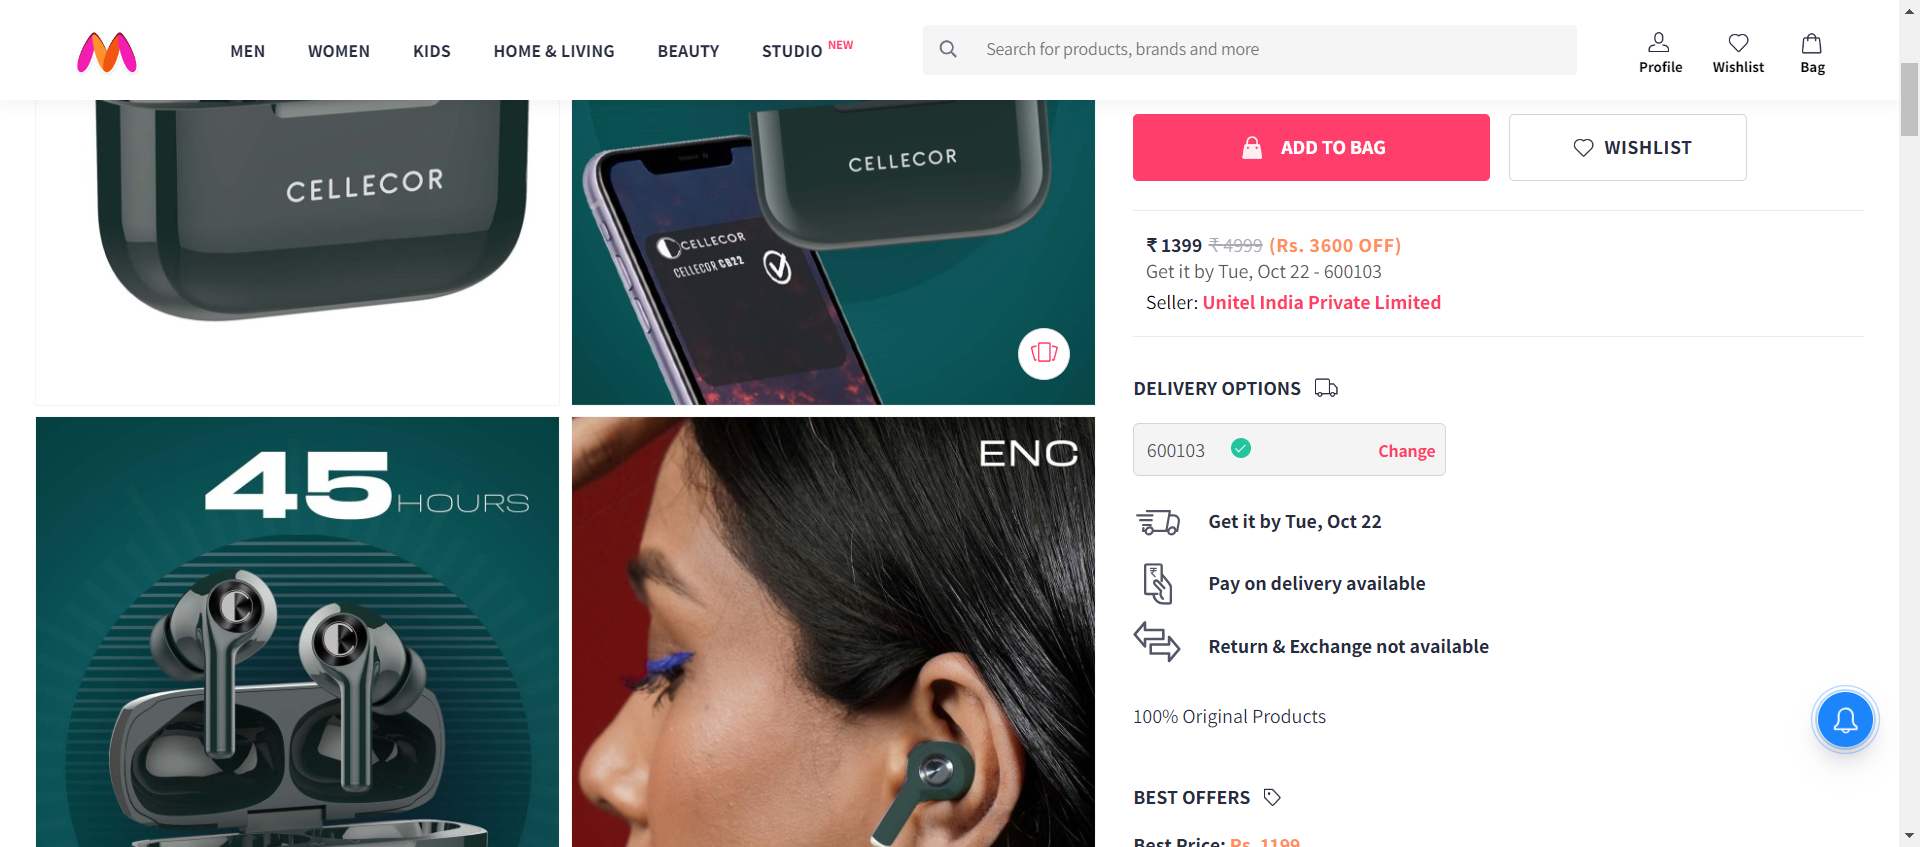 MEN
WOMEN
KIDS
HOME & LIVING
BEAUTY
STUDIO NEW
Search for products, brands and more
Profile
Wishlist
Bag
CELLECOR
CELLECOR
CELLECOR
CELLECOR CB22
45 HOURS
ENC
ADD TO BAG
WISHLIST
₹ 1399 ₹ 4999 (Rs. 3600 OFF)
Get it by Tue, Oct 22 - 600103
Seller: Unitel India Private Limited
DELIVERY OPTIONS
600103
Change
Get it by Tue, Oct 22
Pay on delivery available
Return & Exchange not available
100% Original Products
BEST OFFERS
Best Price: Rs. 1199